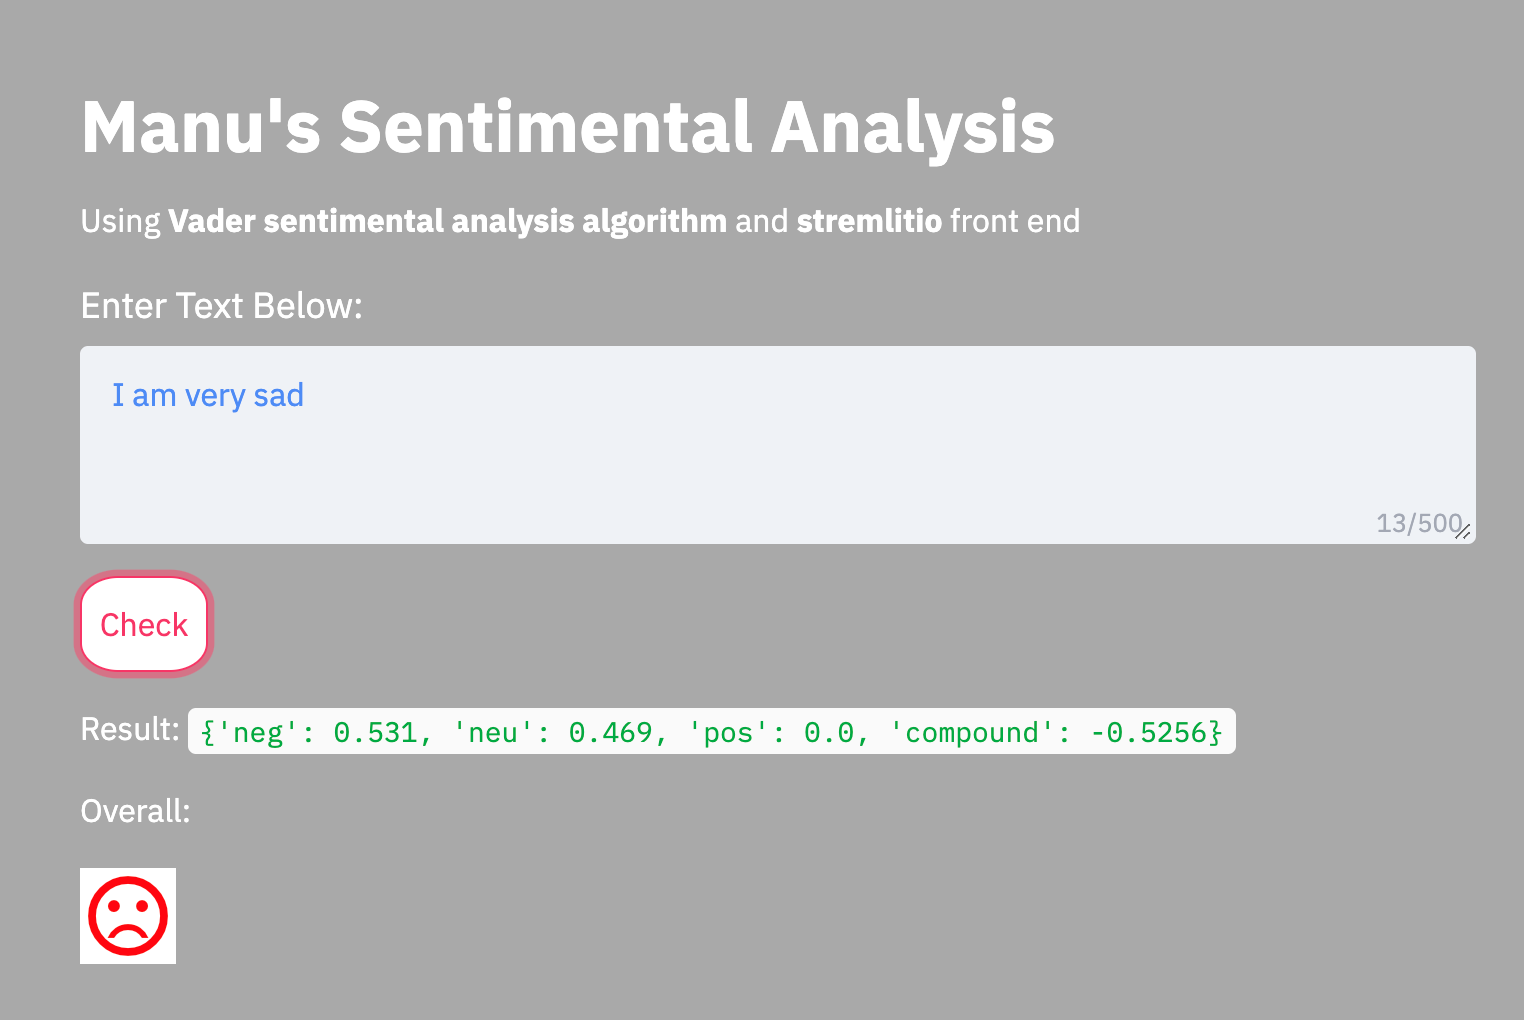 Manu's Sentimental Analysis
Using Vader sentimental analysis algorithm and stremlitio front end
Enter Text Below:
I am very sad
13/500
Check
Result: {'neg': 0.531, 'neu': 0.469, 'pos': 0.0, 'compound': -0.5256}
Overall: